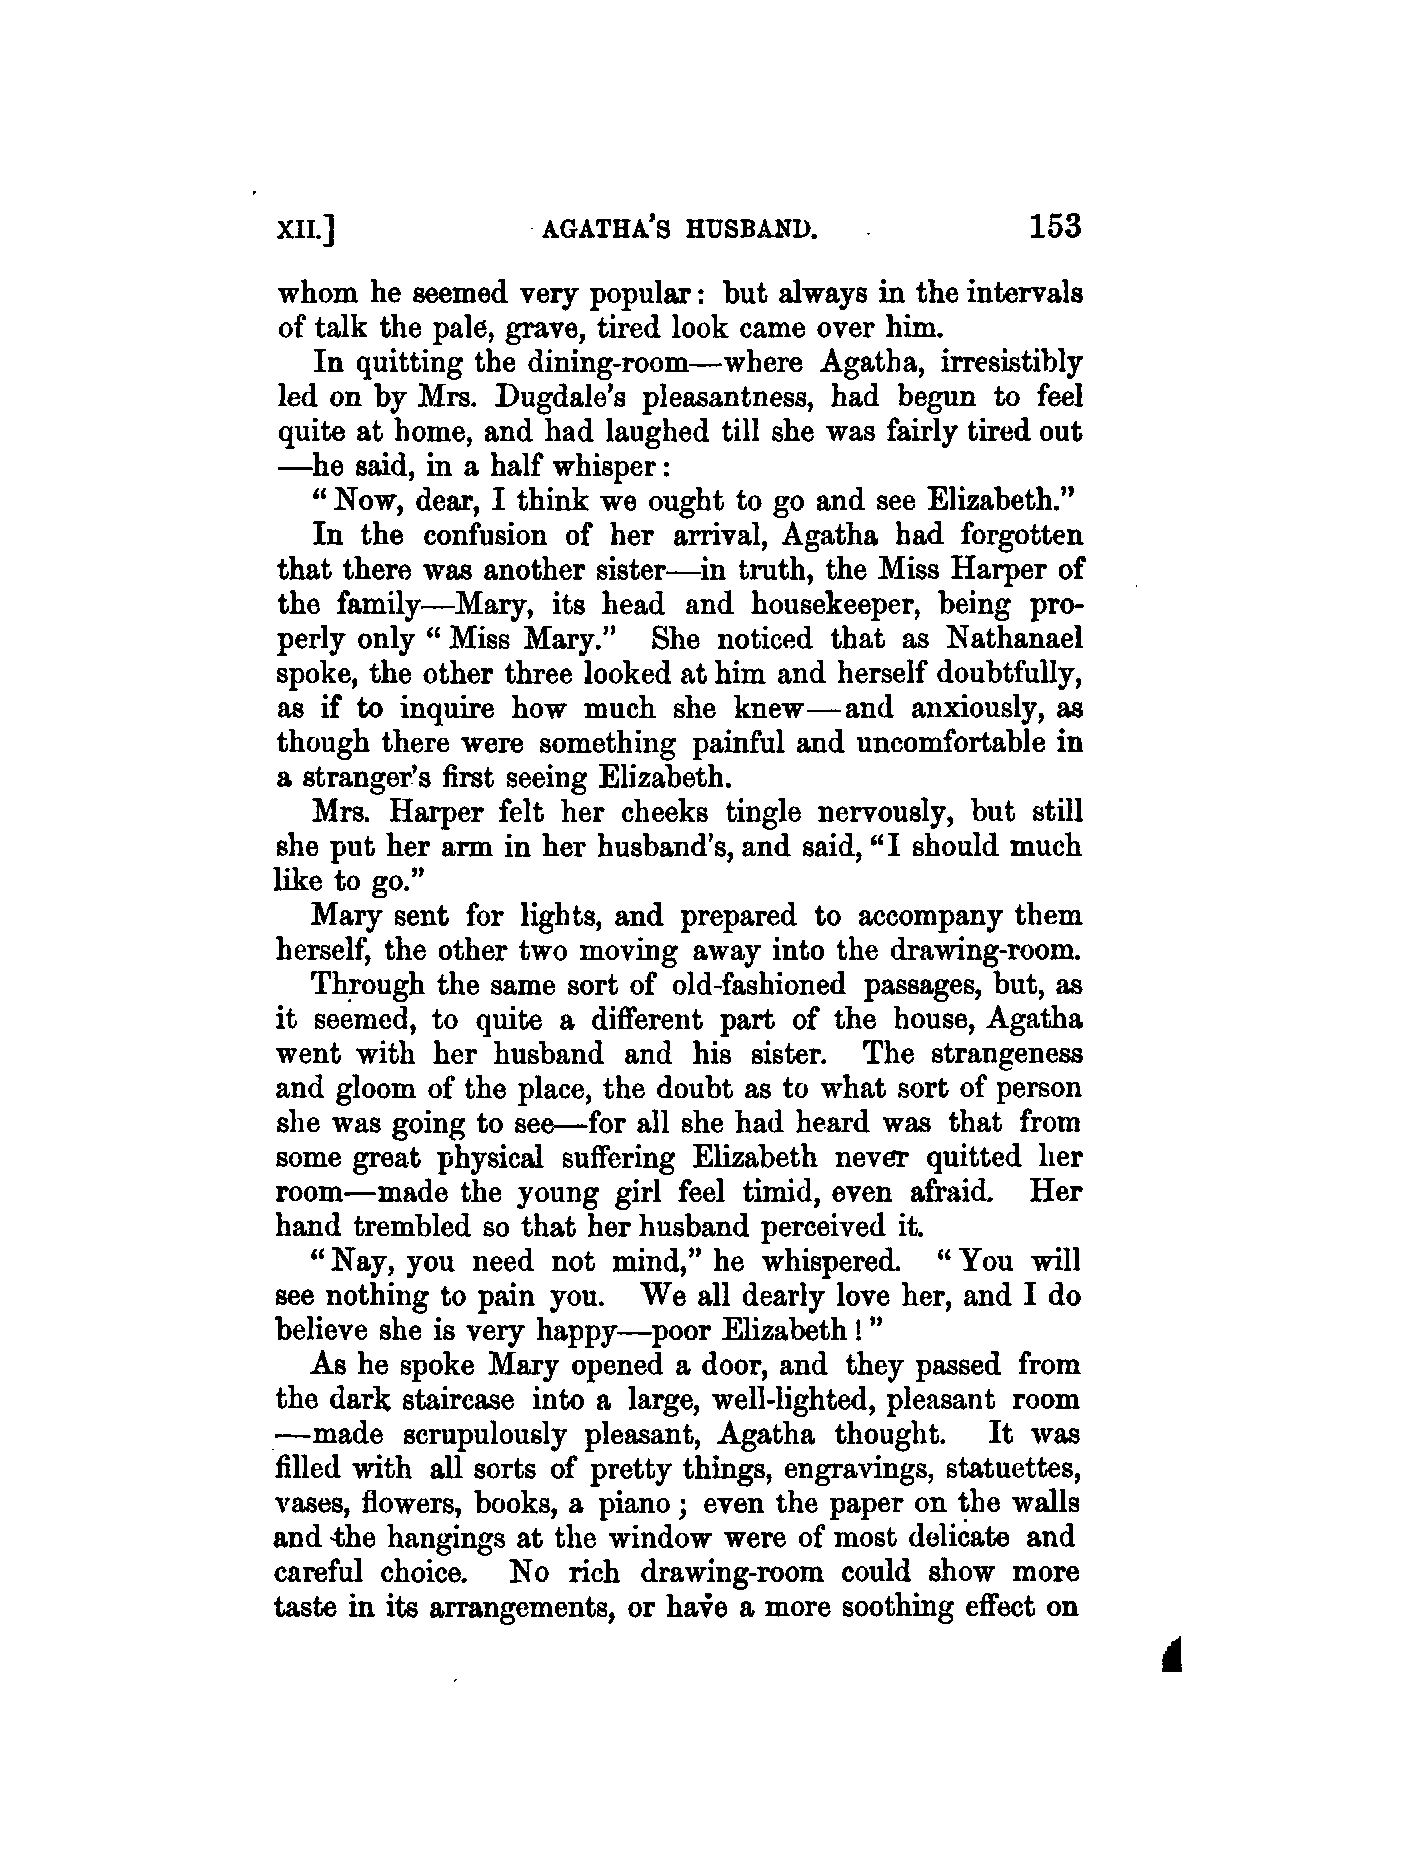 XII.] AGATHA'S HUSBAND. 153
whom he seemed very popular: but always in the intervals
of talk the pale, grave, tired look came over him.
In quitting the dining-room—where Agatha, irresistibly
led on by Mrs. Dugdale's pleasantness, had begun to feel
quite at home, and had laughed till she was fairly tired out
—he said, in a half whisper:
"Now, dear, I think we ought to go and see Elizabeth."
In the confusion of her arrival, Agatha had forgotten
that there was another sister—in truth, the Miss Harper of
the family—Mary, its head and housekeeper, being pro-
perly only "Miss Mary." She noticed that as Nathanael
spoke, the other three looked at him and herself doubtfully,
as if to inquire how much she knew—and anxiously, as
though there were something painful and uncomfortable in
a stranger's first seeing Elizabeth.
Mrs. Harper felt her cheeks tingle nervously, but still
she put her arm in her husband's, and said, "I should much
like to go."
Mary sent for lights, and prepared to accompany them
herself, the other two moving away into the drawing-room.
Through the same sort of old-fashioned passages, but, as
it seemed, to quite a different part of the house, Agatha
went with her husband and his sister. The strangeness
and gloom of the place, the doubt as to what sort of person
she was going to see—for all she had heard was that from
some great physical suffering Elizabeth never quitted her
room—made the young girl feel timid, even afraid. Her
hand trembled so that her husband perceived it.
"Nay, you need not mind," he whispered. "You will
see nothing to pain you. We all dearly love her, and I do
believe she is very happy—poor Elizabeth!"
As he spoke Mary opened a door, and they passed from
the dark staircase into a large, well-lighted, pleasant room
—made scrupulously pleasant, Agatha thought. It was
filled with all sorts of pretty things, engravings, statuettes,
vases, flowers, books, a piano; even the paper on the walls
and the hangings at the window were of most delicate and
careful choice. No rich drawing-room could show more
taste in its arrangements, or have a more soothing effect on